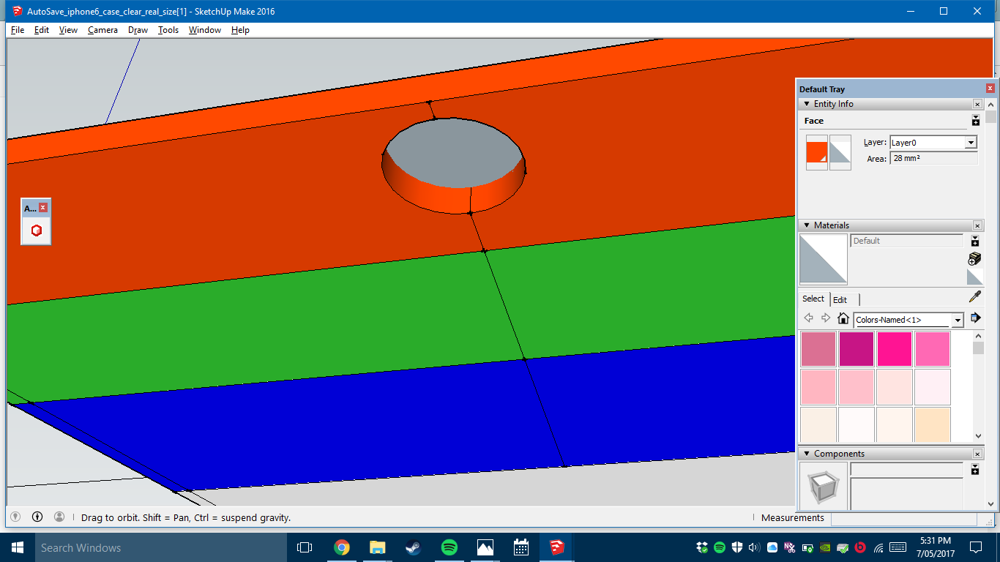 AutoSave_iphone6_case_clear_real_size[1] - SketchUp Make 2016
File Edit View Camera Draw Tools Window Help
Default Tray
Entity Info
Face
Layer: Layer0
Area: 28 mm²
A...
Materials
Default
Select Edit
Colors-Named<1>
Components
Drag to orbit. Shift = Pan, Ctrl = suspend gravity.
Measurements
Search Windows
5:31 PM
7/05/2017